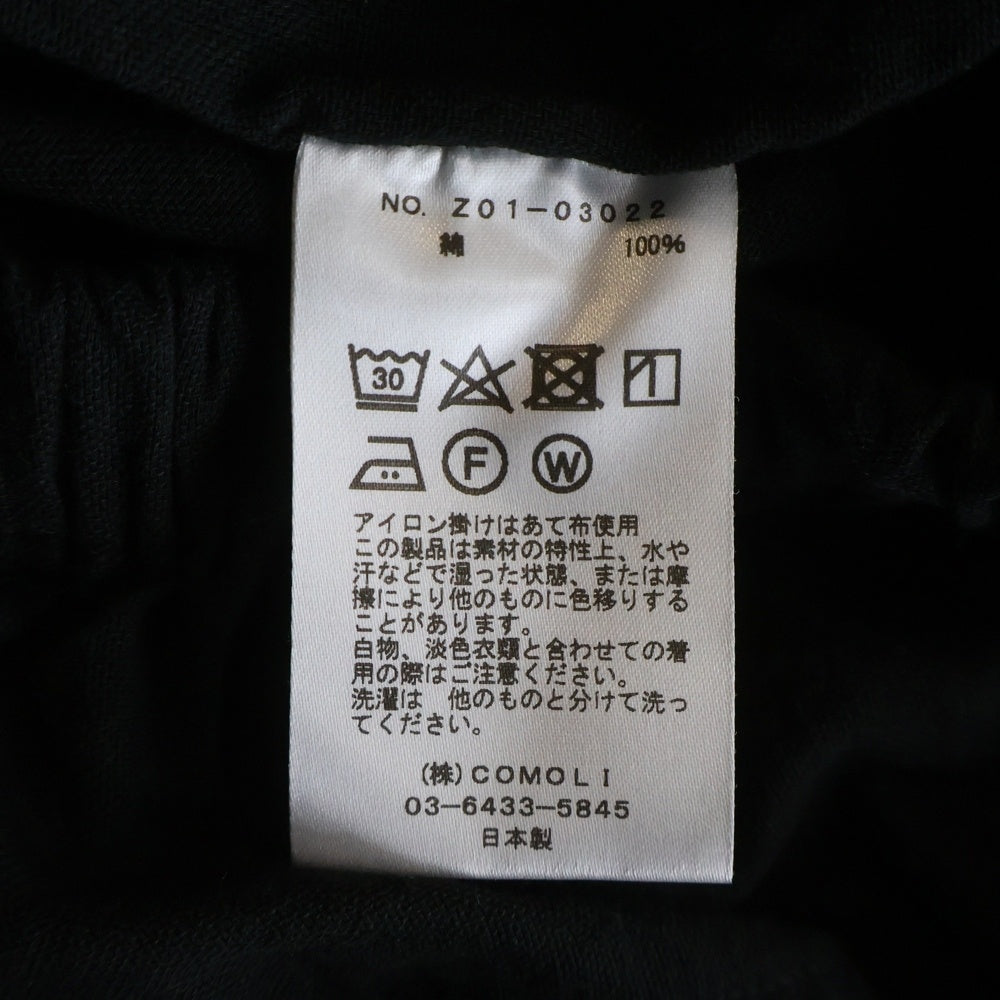 NO. Z01-03022
綿 100%
30
F W
アイロン掛けはあて布使用
この製品は素材の特性上、水や
汗などで湿った状態、または摩
擦により他のものに色移りする
ことがあります。
白物、淡色衣類と合わせての着
用の際はご注意ください。
洗濯は 他のものと分けて洗っ
てください。
(株)COMOLI
03-6433-5845
日本製